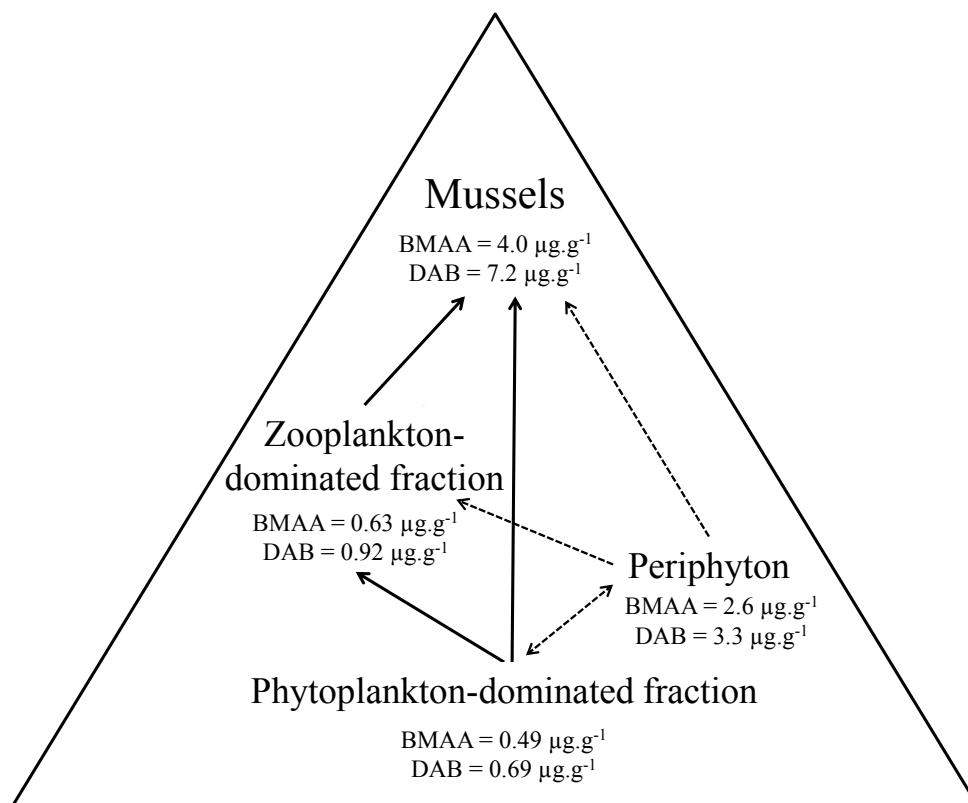 Mussels
BMAA = 4.0 µg.g⁻¹
DAB = 7.2 µg.g⁻¹
Zooplankton-
dominated fraction
BMAA = 0.63 µg.g⁻¹
DAB = 0.92 µg.g⁻¹
Periphyton
BMAA = 2.6 µg.g⁻¹
DAB = 3.3 µg.g⁻¹
Phytoplankton-dominated fraction
BMAA = 0.49 µg.g⁻¹
DAB = 0.69 µg.g⁻¹